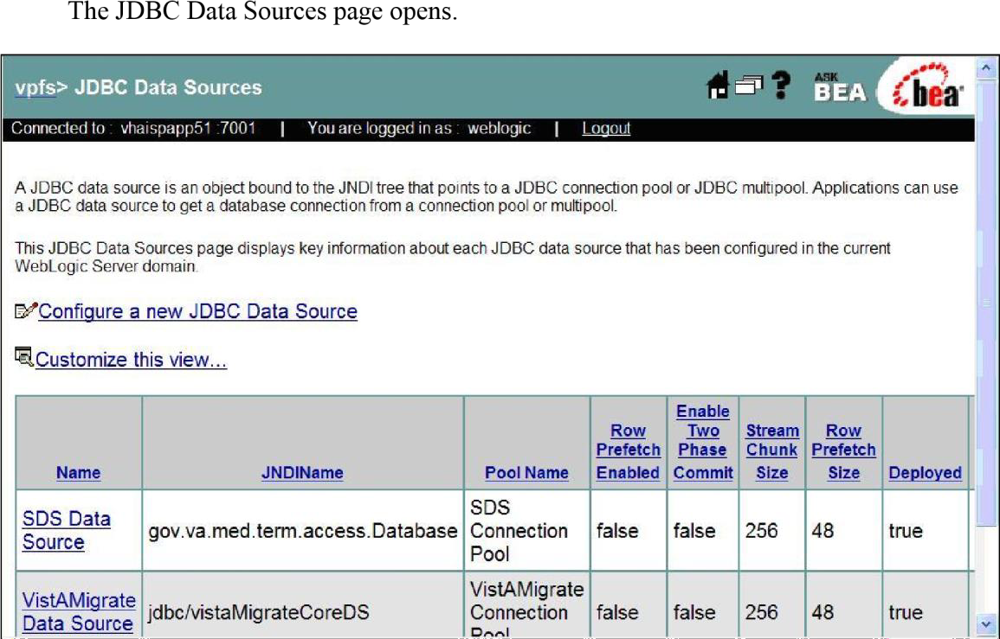 The JDBC Data Sources page opens.
vpfs> JDBC Data Sources
?
ASK
BEA
bea
Connected to : vhaispapp51 :7001 | You are logged in as : weblogic | Logout
A JDBC data source is an object bound to the JNDI tree that points to a JDBC connection pool or JDBC multipool. Applications can use
a JDBC data source to get a database connection from a connection pool or multipool.
This JDBC Data Sources page displays key information about each JDBC data source that has been configured in the current
WebLogic Server domain.
Configure a new JDBC Data Source
Customize this view...
Name
JNDIName
Pool Name
Row
Prefetch
Enabled
Enable
Two
Phase
Commit
Stream
Chunk
Size
Row
Prefetch
Size
Deployed
SDS Data
Source
gov.va.med.term.access.Database
SDS
Connection
Pool
false
false
256
48
true
VistAMigrate
Data Source
jdbc/vistaMigrateCoreDS
VistAMigrate
Connection
Pool
false
false
256
48
true